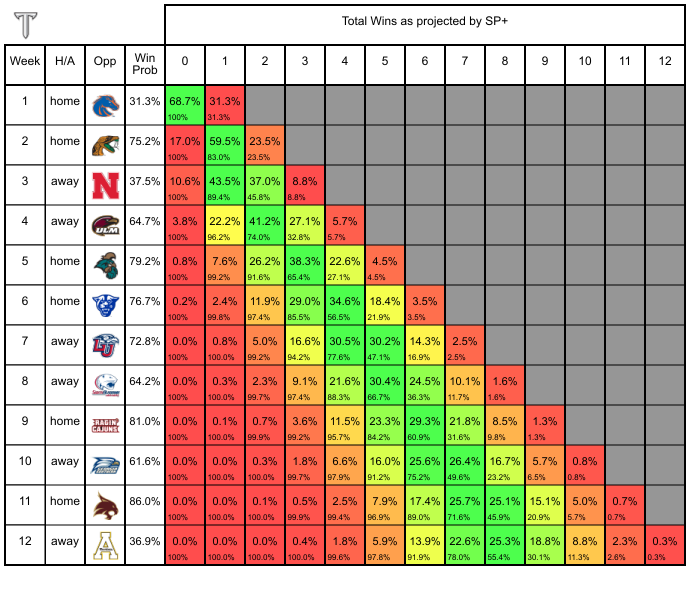 Total Wins as projected by SP+
Week H/A Opp Win Prob 0 1 2 3 4 5 6 7 8 9 10 11 12
1 home 31.3% 68.7% 31.3%
100% 31.3%
2 home 75.2% 17.0% 59.5% 23.5%
100% 83.0% 23.5%
3 away N 37.5% 10.6% 43.5% 37.0% 8.8%
100% 89.4% 45.8% 8.8%
4 away ULM 64.7% 3.8% 22.2% 41.2% 27.1% 5.7%
100% 96.2% 74.0% 32.8% 5.7%
5 home 79.2% 0.8% 7.6% 26.2% 38.3% 22.6% 4.5%
100% 99.2% 91.6% 65.4% 27.1% 4.5%
6 home 76.7% 0.2% 2.4% 11.9% 29.0% 34.6% 18.4% 3.5%
100% 99.8% 97.4% 85.5% 56.5% 21.9% 3.5%
7 away LU 72.8% 0.0% 0.8% 5.0% 16.6% 30.5% 30.2% 14.3% 2.5%
100% 100.0% 99.2% 94.2% 77.6% 47.1% 16.9% 2.5%
8 away 64.2% 0.0% 0.3% 2.3% 9.1% 21.6% 30.4% 24.5% 10.1% 1.6%
100% 100.0% 99.7% 97.4% 88.3% 66.7% 36.3% 11.7% 1.6%
9 home RAGIN CAJUNS 81.0% 0.0% 0.1% 0.7% 3.6% 11.5% 23.3% 29.3% 21.8% 8.5% 1.3%
100% 100.0% 99.9% 99.2% 95.7% 84.2% 60.9% 31.6% 9.8% 1.3%
10 away 61.6% 0.0% 0.0% 0.3% 1.8% 6.6% 16.0% 25.6% 26.4% 16.7% 5.7% 0.8%
100% 100.0% 100.0% 99.7% 97.9% 91.2% 75.2% 49.6% 23.2% 6.5% 0.8%
11 home 86.0% 0.0% 0.0% 0.1% 0.5% 2.5% 7.9% 17.4% 25.7% 25.1% 15.1% 5.0% 0.7%
100% 100.0% 100.0% 99.9% 99.4% 96.9% 89.0% 71.6% 45.9% 20.9% 5.7% 0.7%
12 away A 36.9% 0.0% 0.0% 0.0% 0.4% 1.8% 5.9% 13.9% 22.6% 25.3% 18.8% 8.8% 2.3% 0.3%
100% 100.0% 100.0% 100.0% 99.6% 97.8% 91.9% 78.0% 55.4% 30.1% 11.3% 2.6% 0.3%